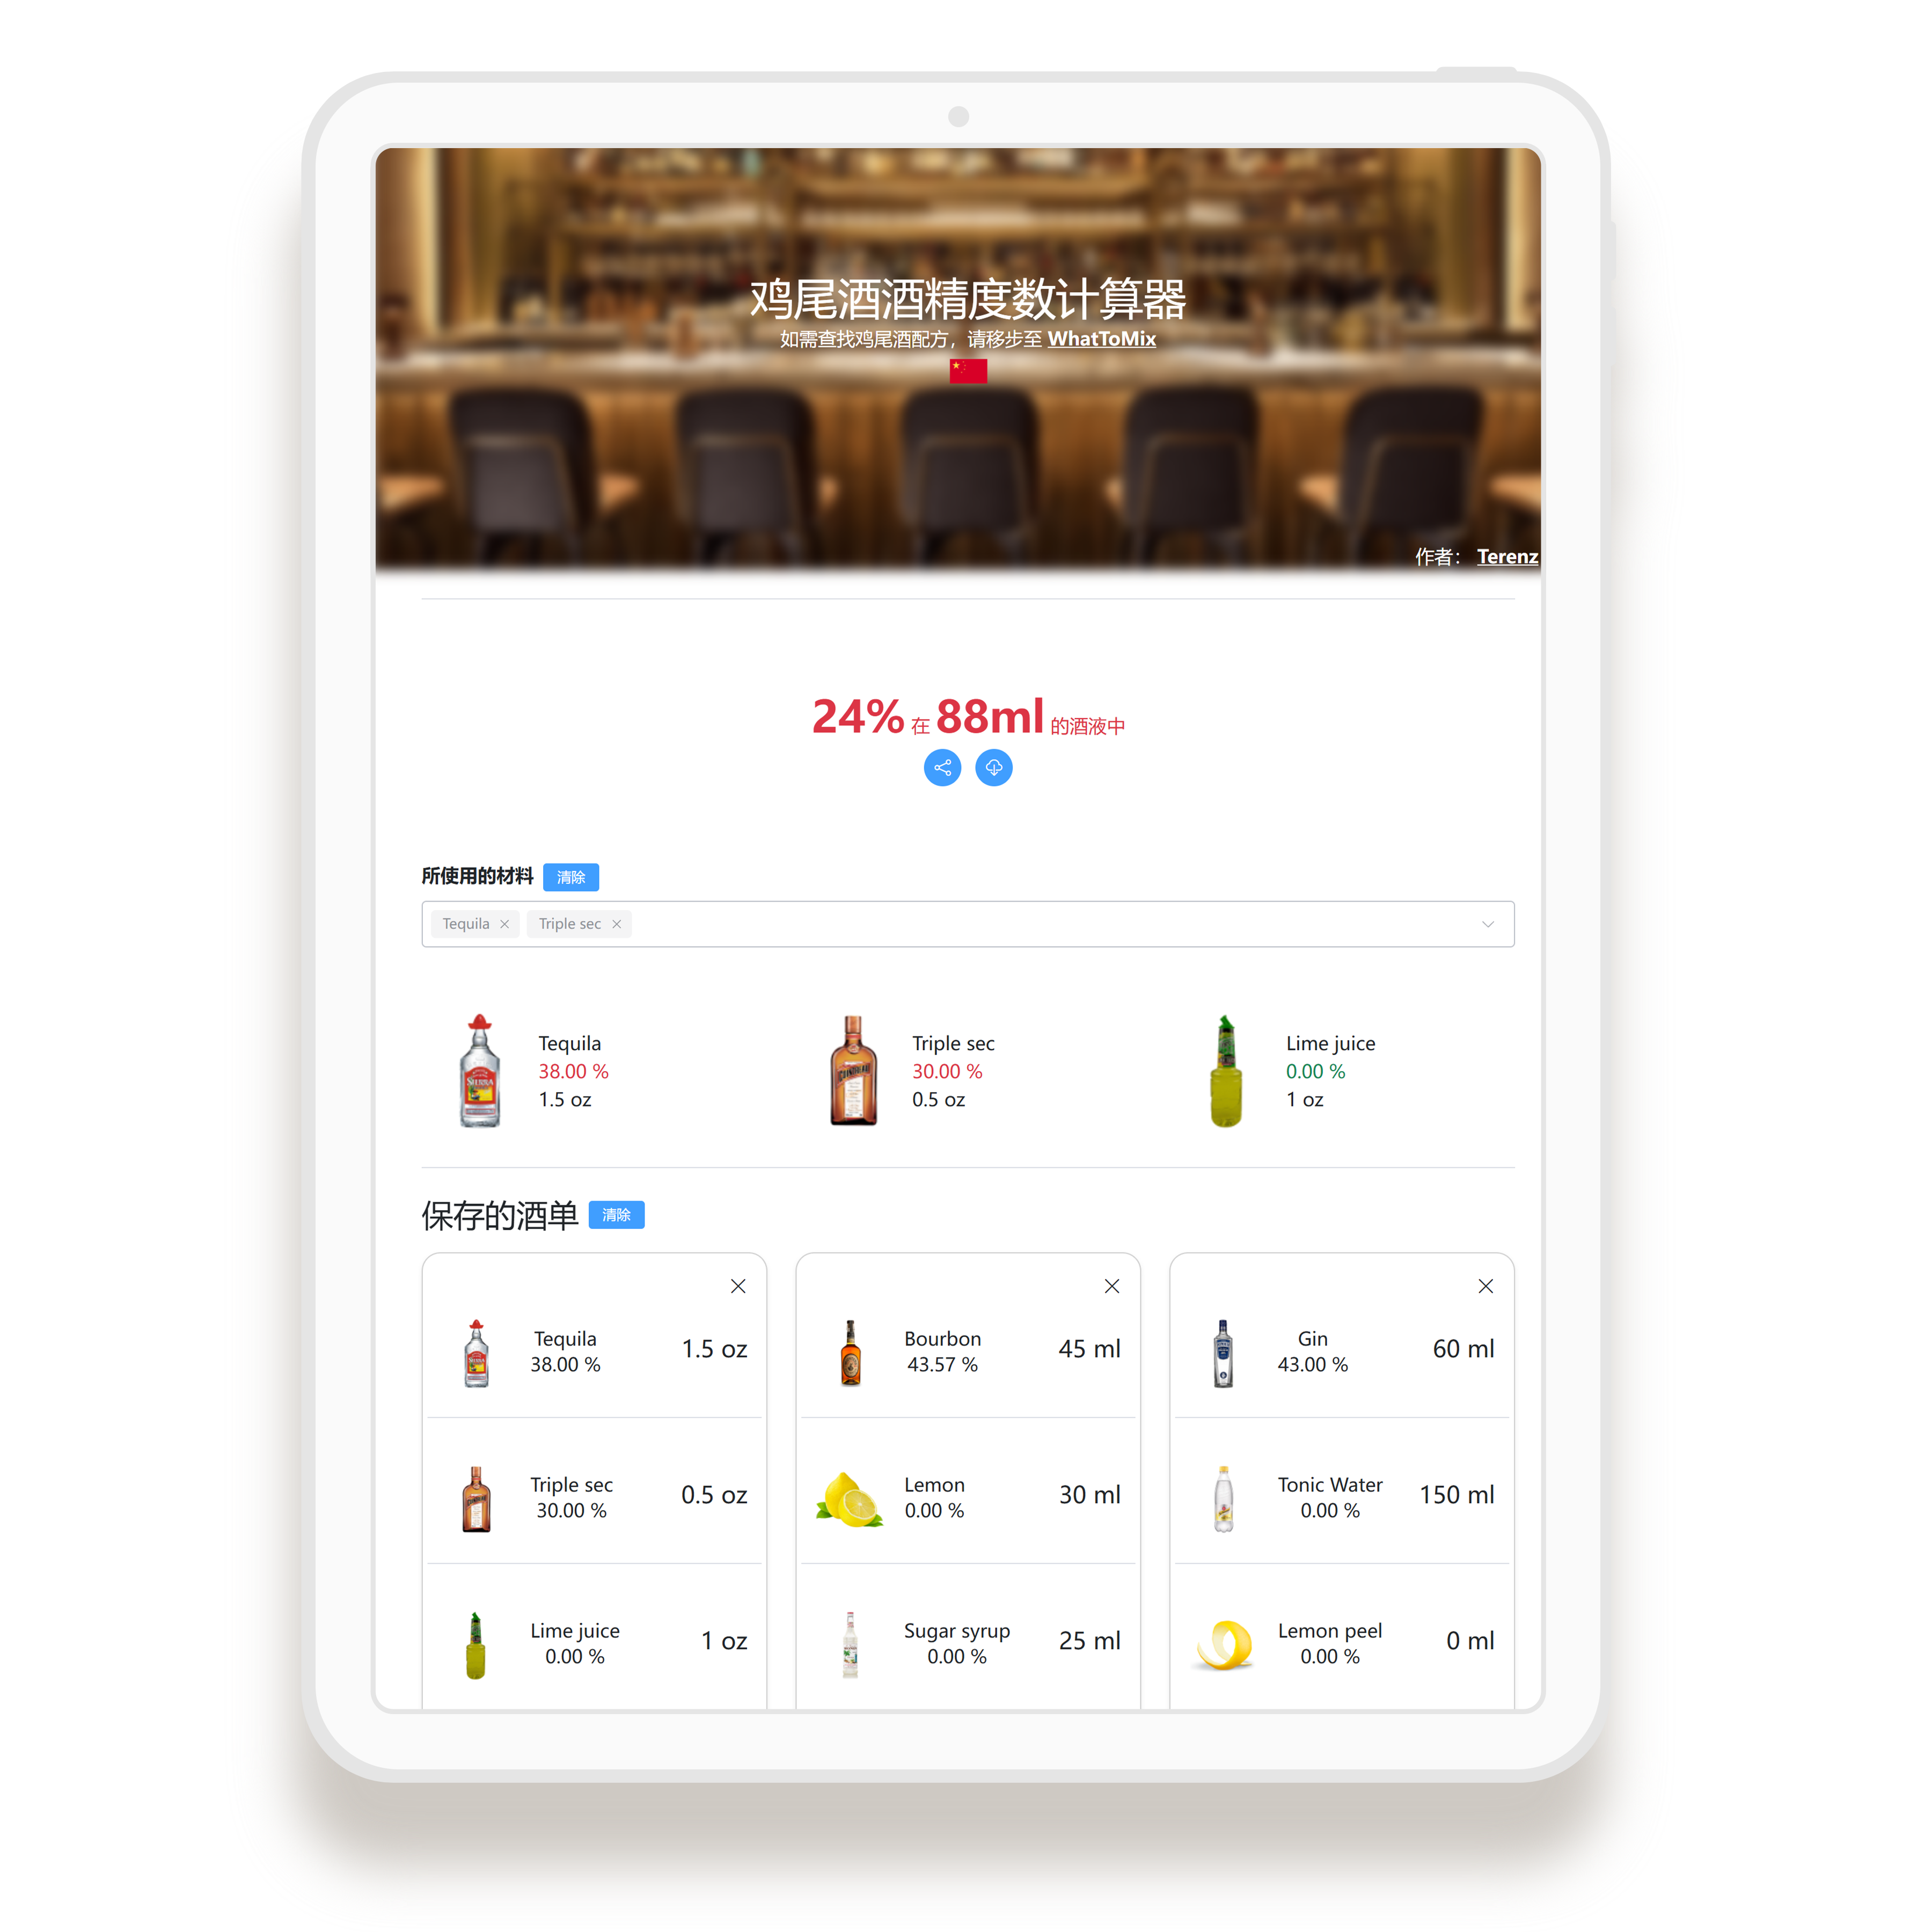 鸡尾酒酒精度数计算器
如需查找鸡尾酒配方，请移步至 WhatToMix
作者： Terenz
24% 在 88ml 的酒液中
所使用的材料 清除
Tequila Triple sec
Tequila
38.00 %
1.5 oz
Triple sec
30.00 %
0.5 oz
Lime juice
0.00 %
1 oz
保存的酒单 清除
Tequila
38.00 %
1.5 oz
Triple sec
30.00 %
0.5 oz
Lime juice
0.00 %
1 oz
Bourbon
43.57 %
45 ml
Lemon
0.00 %
30 ml
Sugar syrup
0.00 %
25 ml
Gin
43.00 %
60 ml
Tonic Water
0.00 %
150 ml
Lemon peel
0.00 %
0 ml